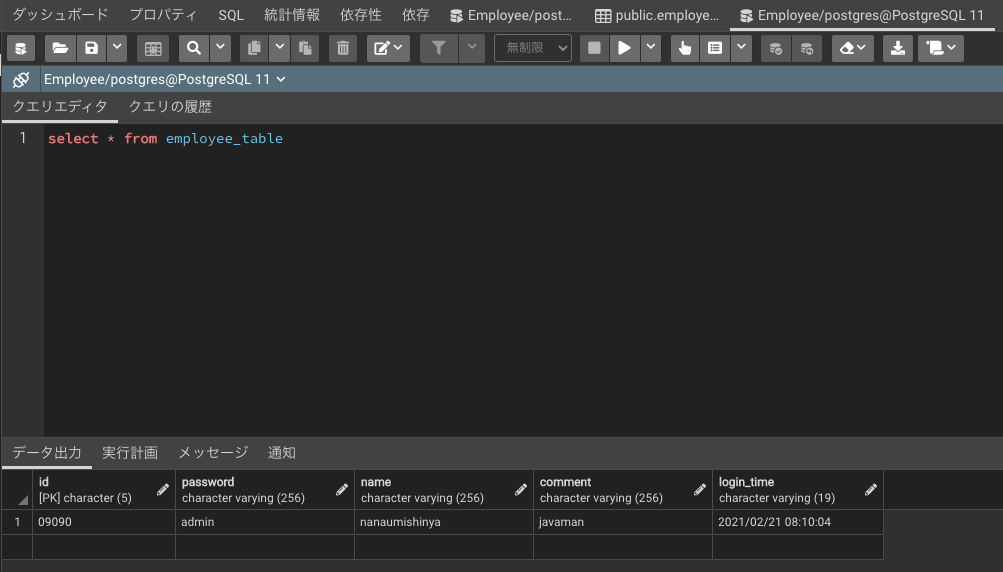 ダッシュボード プロパティ SQL 統計情報 依存性 依存 Employee/post... public.employe... Employee/postgres@PostgreSQL 11
無制限
Employee/postgres@PostgreSQL 11
クエリエディタ クエリの履歴
1 select * from employee_table
データ出力 実行計画 メッセージ 通知
id password name comment login_time
[PK] character (5) character varying (256) character varying (256) character varying (256) character varying (19)
1 09090 admin nanaumishinya javaman 2021/02/21 08:10:04